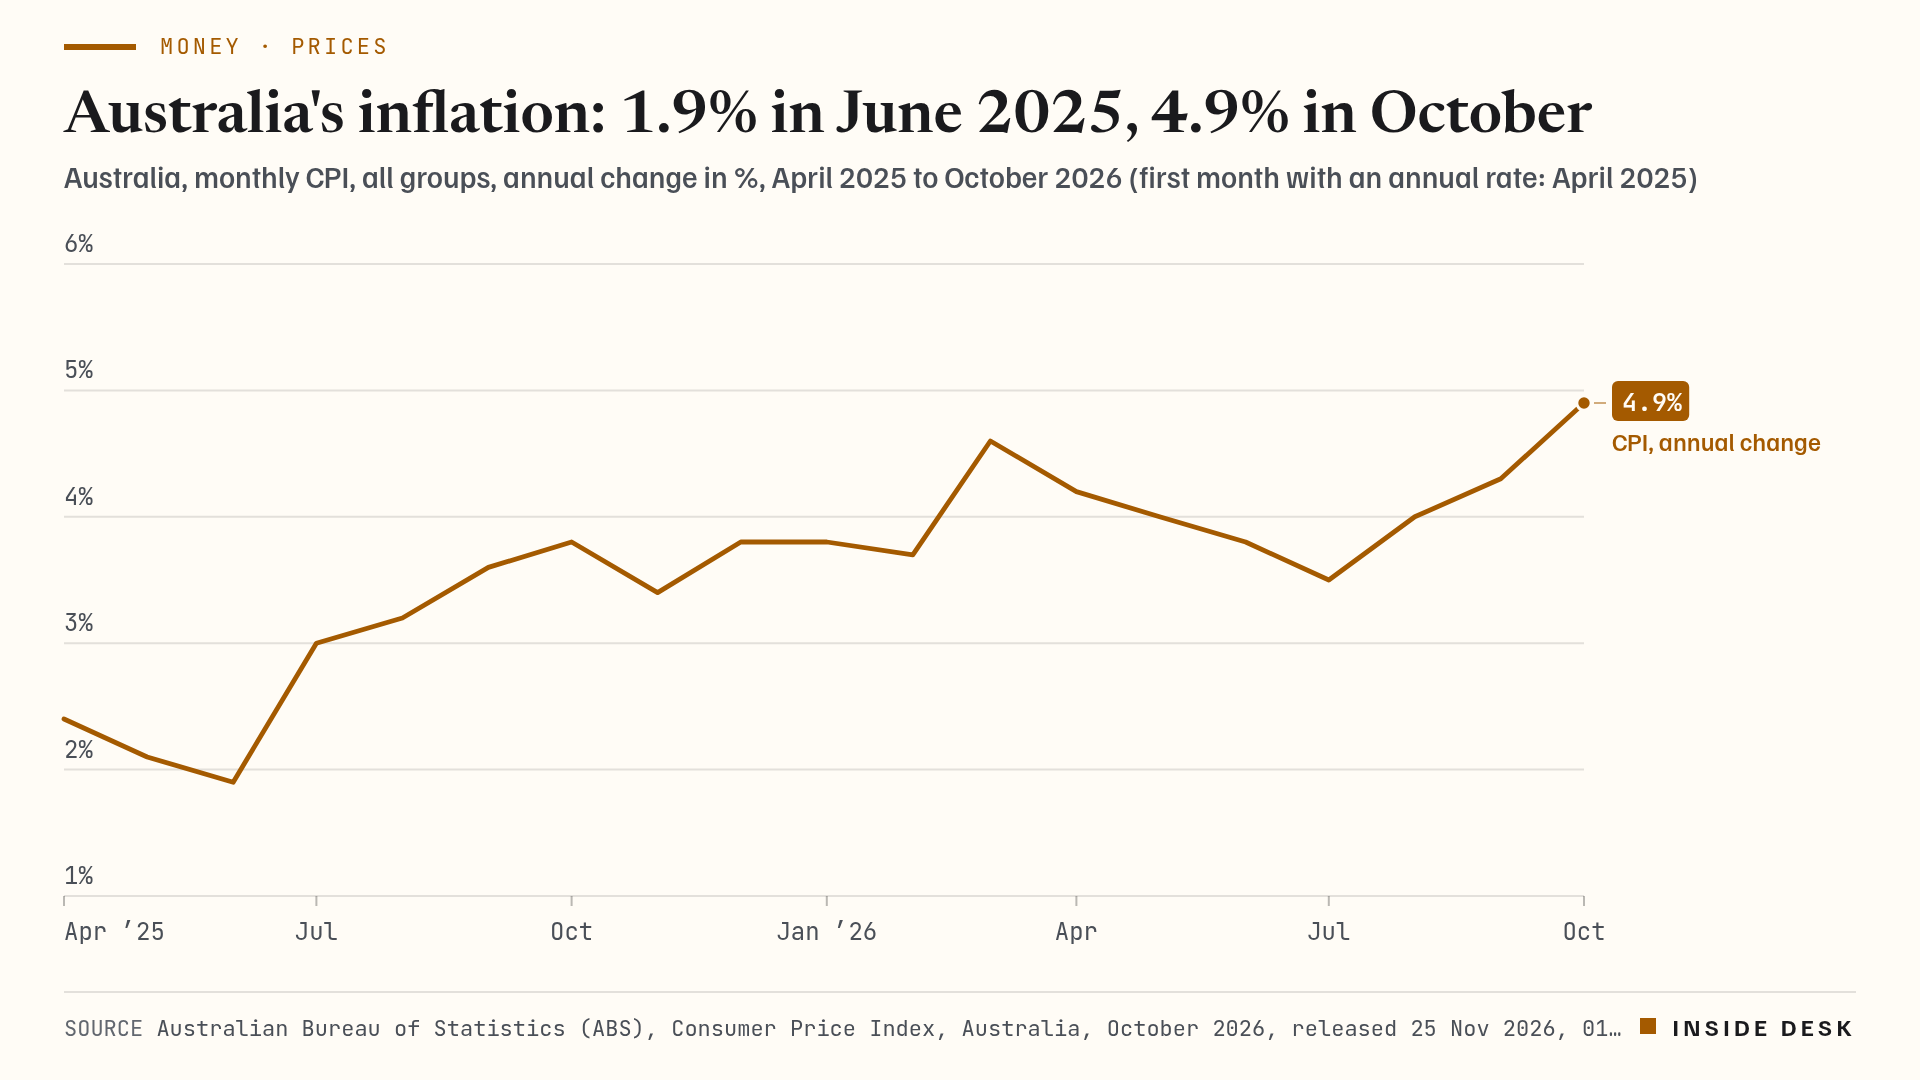 MONEY · PRICES
Australia's inflation: 1.9% in June 2025, 4.9% in October
Australia, monthly CPI, all groups, annual change in %, April 2025 to October 2026 (first month with an annual rate: April 2025)
6%
5%
4.9%
CPI, annual change
4%
3%
2%
1%
Apr ’25 Jul Oct Jan ’26 Apr Jul Oct
SOURCE Australian Bureau of Statistics (ABS), Consumer Price Index, Australia, October 2026, released 25 Nov 2026, 01…
INSIDE DESK